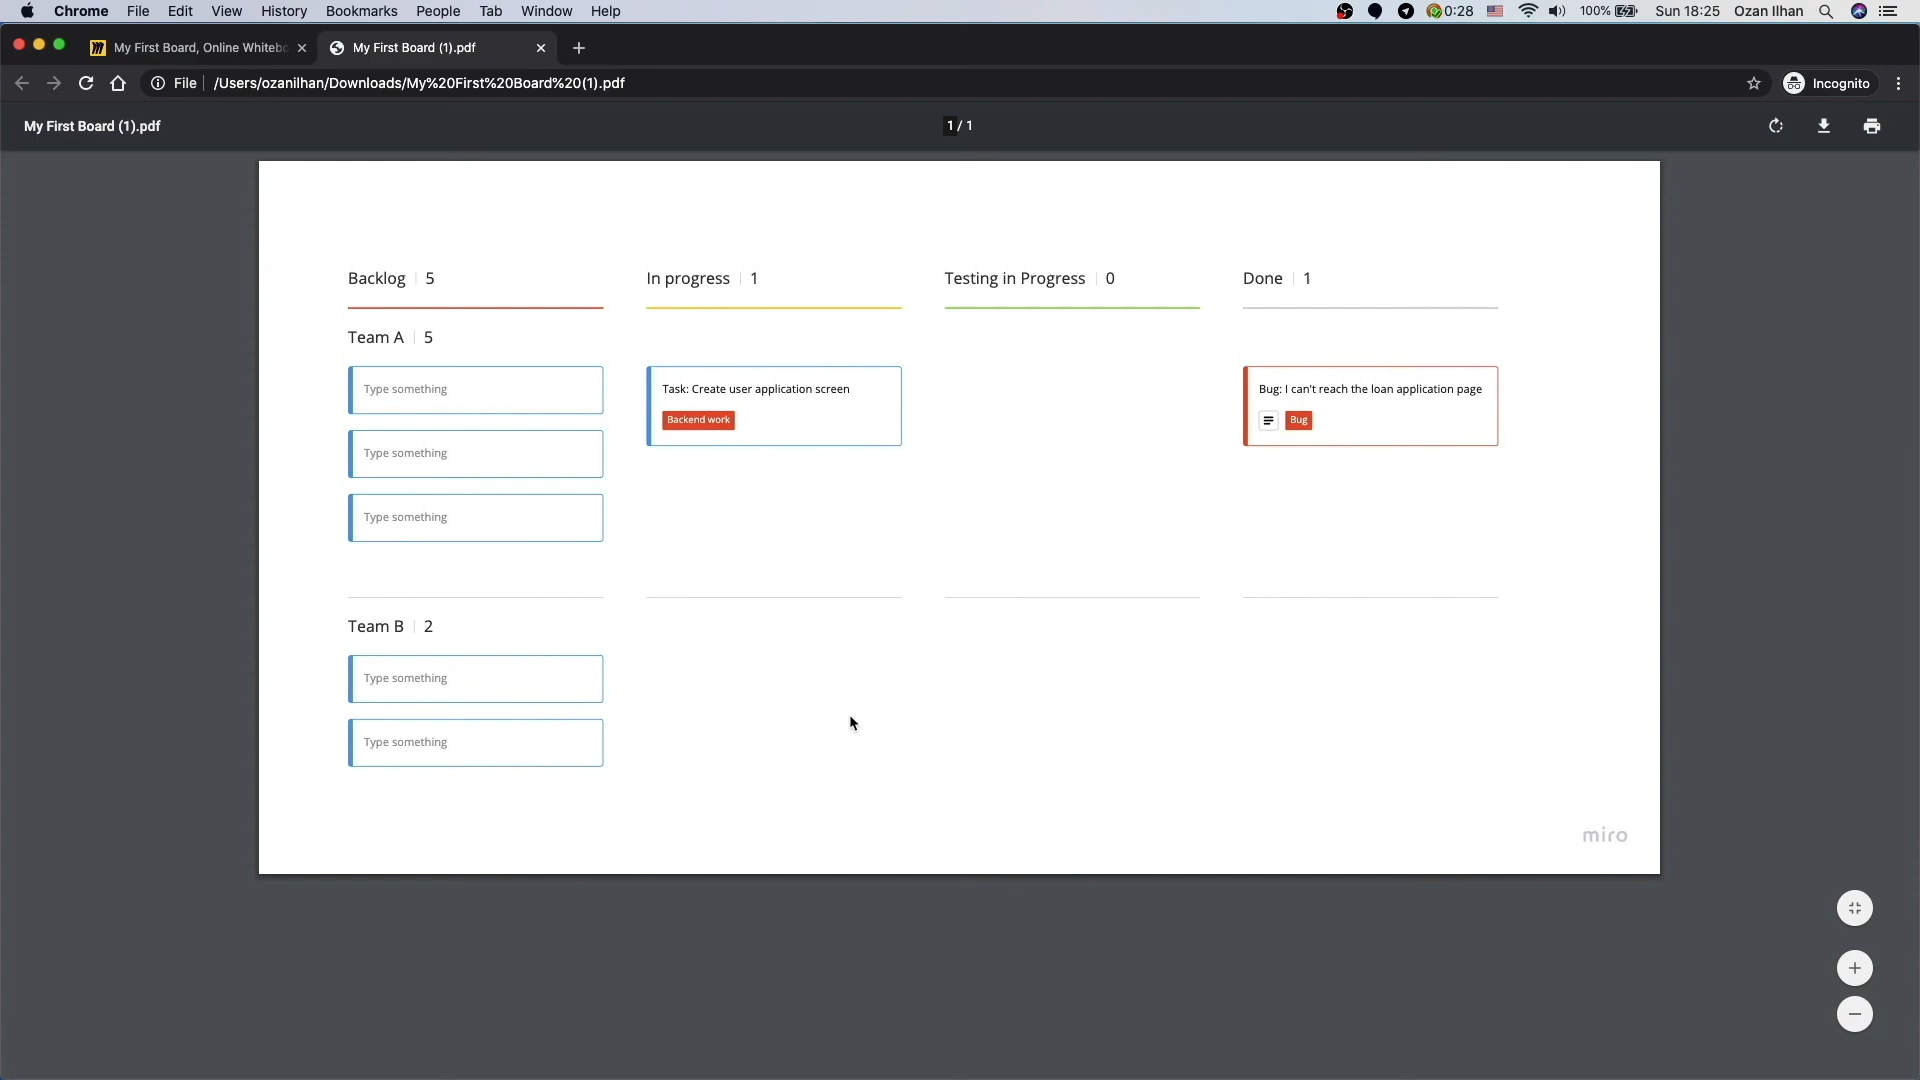 Chrome File Edit View History Bookmarks People Tab Window Help 0:28 100% Sun 18:25 Ozan Ilhan
My First Board, Online Whitebo My First Board (1).pdf
File /Users/ozanilhan/Downloads/My%20First%20Board%20(1).pdf Incognito
My First Board (1).pdf 1 / 1
Backlog 5 In progress 1 Testing in Progress 0 Done 1
Team A 5
Type something Task: Create user application screen Bug: I can't reach the loan application page
Backend work Bug
Type something
Type something
Team B 2
Type something
Type something
miro